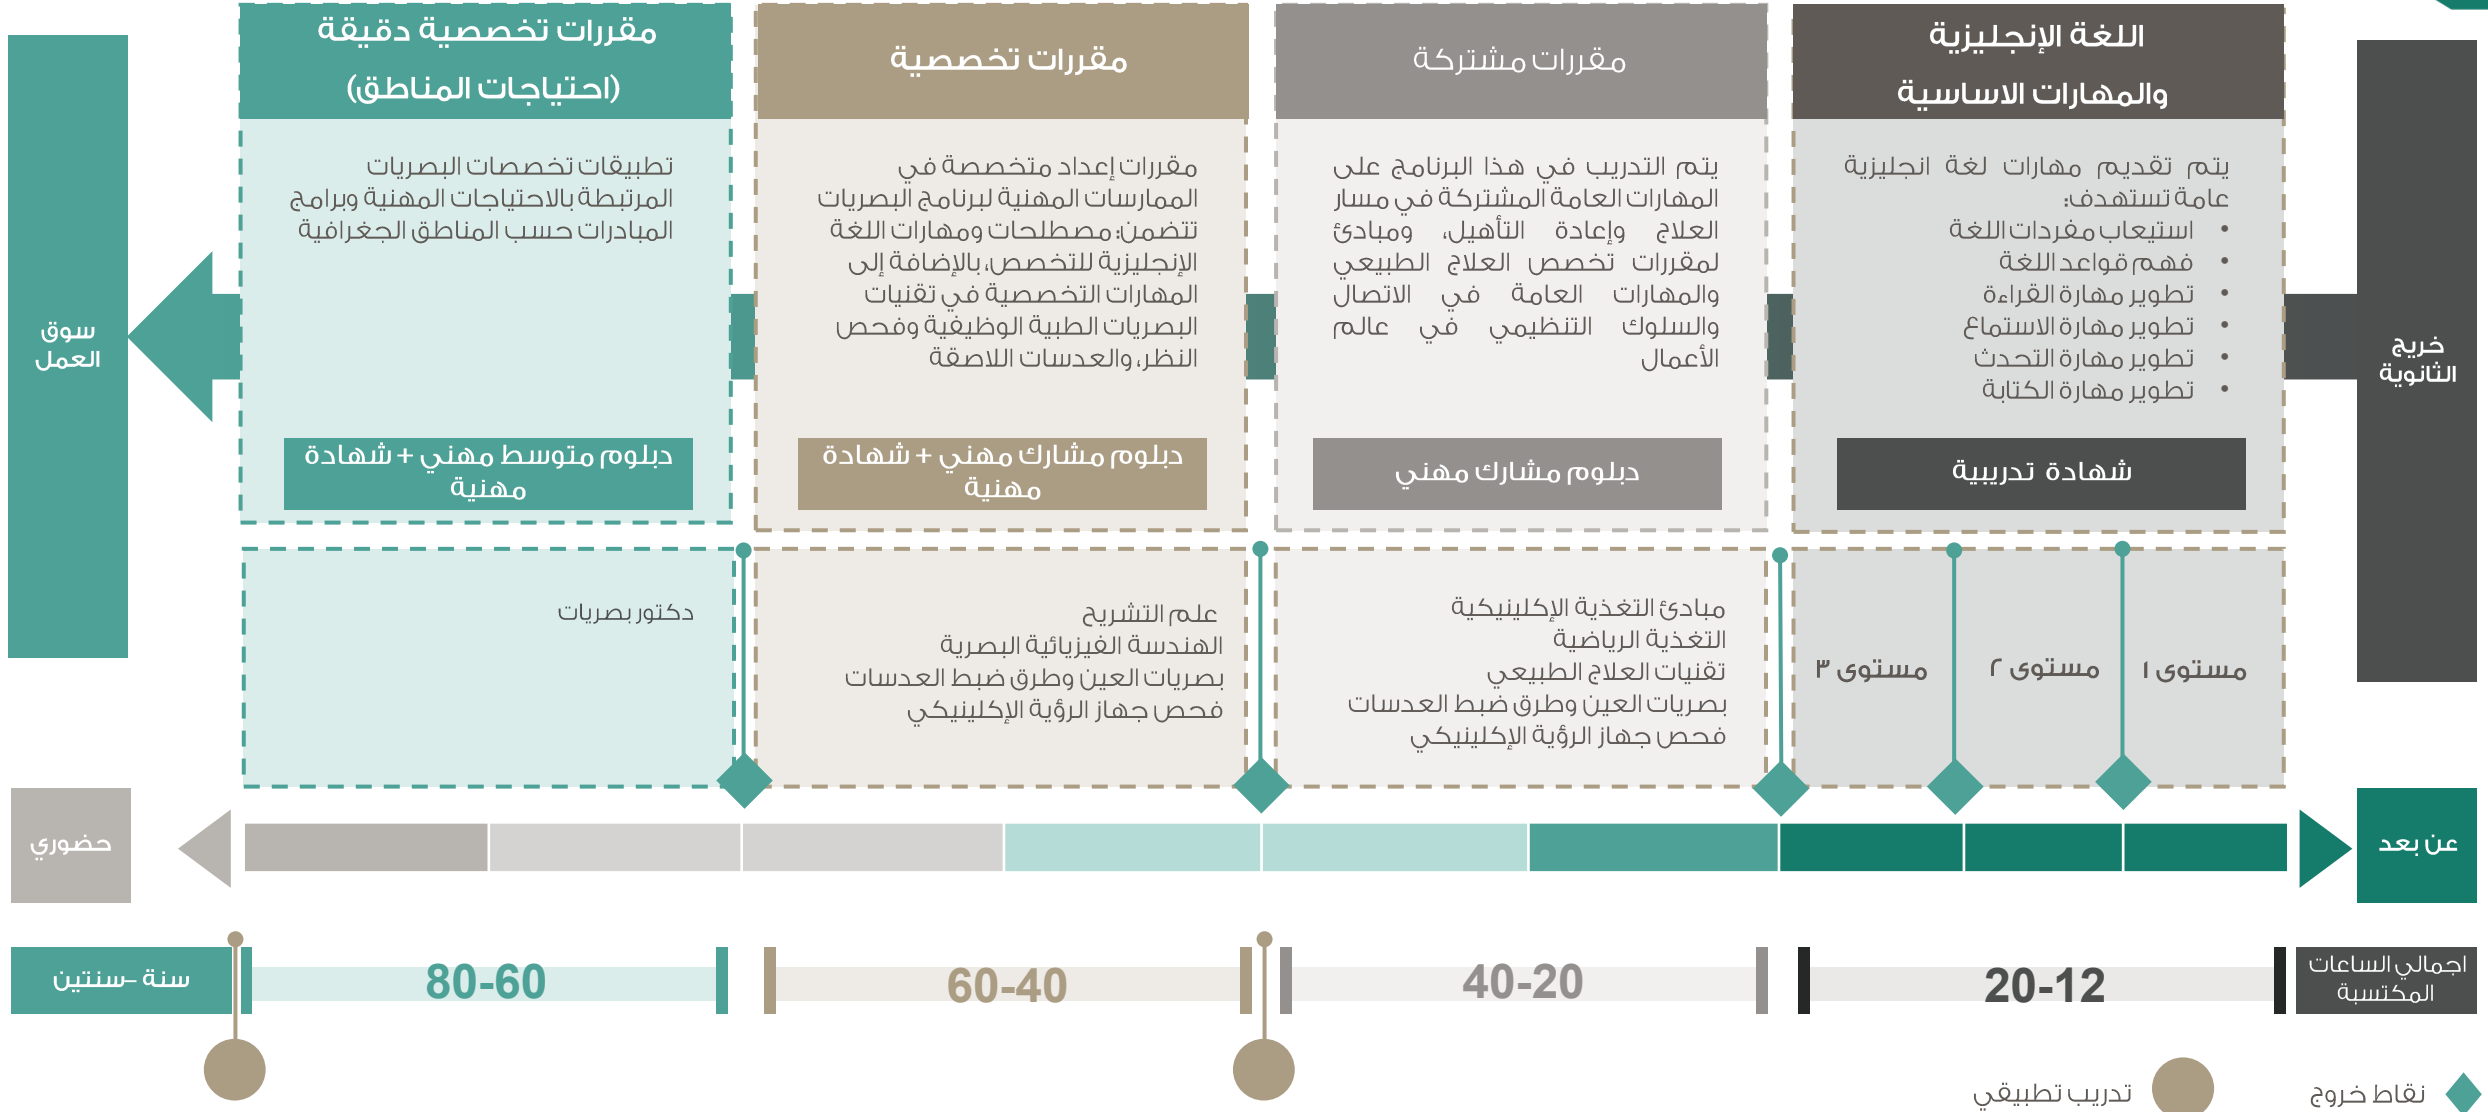 خريج
الثانوية
اللغة الإنجليزية
والمهارات الاساسية
يتم تقديم مهارات لغة انجليزية
عامة تستهدف:
• استيعاب مفردات اللغة
• فهم قواعد اللغة
• تطوير مهارة القراءة
• تطوير مهارة الاستماع
• تطوير مهارة التحدث
• تطوير مهارة الكتابة
شهادة تدريبية
مقررات مشتركة
يتم التدريب في هذا البرنامج على
المهارات العامة المشتركة في مسار
العلاج وإعادة التأهيل، ومبادئ
لمقررات تخصص العلاج الطبيعي
والمهارات العامة في الاتصال
والسلوك التنظيمي في عالم
الأعمال
دبلوم مشارك مهني
مقررات تخصصية
مقررات إعداد متخصصة في
الممارسات المهنية لبرنامج البصريات
تتضمن: مصطلحات ومهارات اللغة
الإنجليزية للتخصص، بالإضافة إلى
المهارات التخصصية في تقنيات
البصريات الطبية الوظيفية وفحص
النظر، والعدسات اللاصقة
دبلوم مشارك مهني + شهادة
مهنية
مقررات تخصصية دقيقة
(احتياجات المناطق)
تطبيقات تخصصات البصريات
المرتبطة بالاحتياجات المهنية وبرامج
المبادرات حسب المناطق الجغرافية
دبلوم متوسط مهني + شهادة
مهنية
سوق
العمل
مستوى ١
مستوى ٢
مستوى ٣
مبادئ التغذية الإكلينيكية
التغذية الرياضية
تقنيات العلاج الطبيعي
بصريات العين وطرق ضبط العدسات
فحص جهاز الرؤية الإكلينيكي
علم التشريح
الهندسة الفيزيائية البصرية
بصريات العين وطرق ضبط العدسات
فحص جهاز الرؤية الإكلينيكي
دكتور بصريات
عن بعد
حضوري
اجمالي الساعات
المكتسبة
20-12
40-20
60-40
80-60
سنة –سنتين
نقاط خروج
تدريب تطبيقي